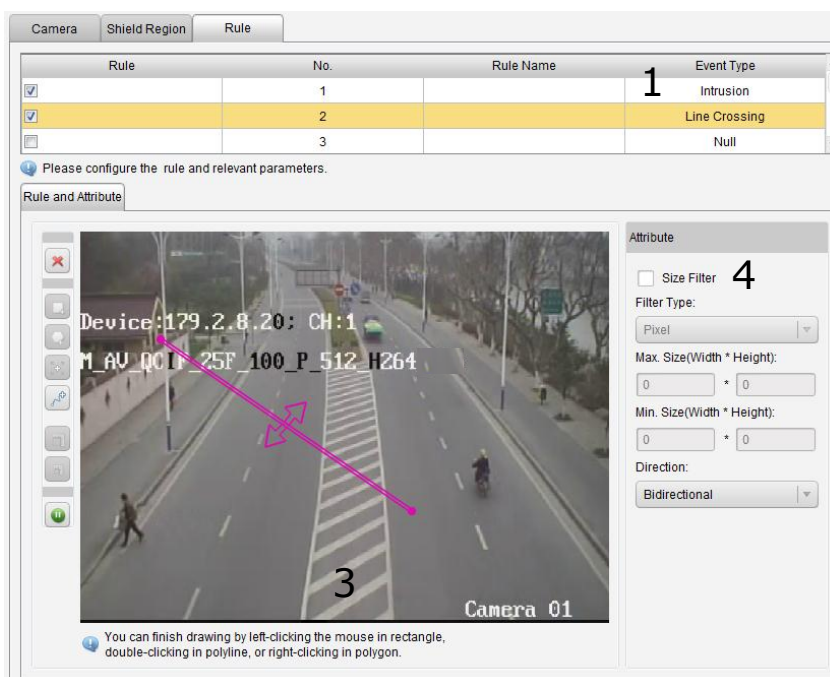 Camera Shield Region Rule
Rule No. Rule Name Event Type
1 Intrusion
1
2 Line Crossing
3 Null
Please configure the rule and relevant parameters.
Rule and Attribute
Attribute
Size Filter 4
Filter Type:
Pixel
Max. Size(Width * Height):
0 * 0
Min. Size(Width * Height):
0 * 0
Direction:
Bidirectional
Device:179.2.8.20; CH:1
M_AV_QCIF_25F_100_P_512_H264
3
Camera 01
You can finish drawing by left-clicking the mouse in rectangle,
double-clicking in polyline, or right-clicking in polygon.